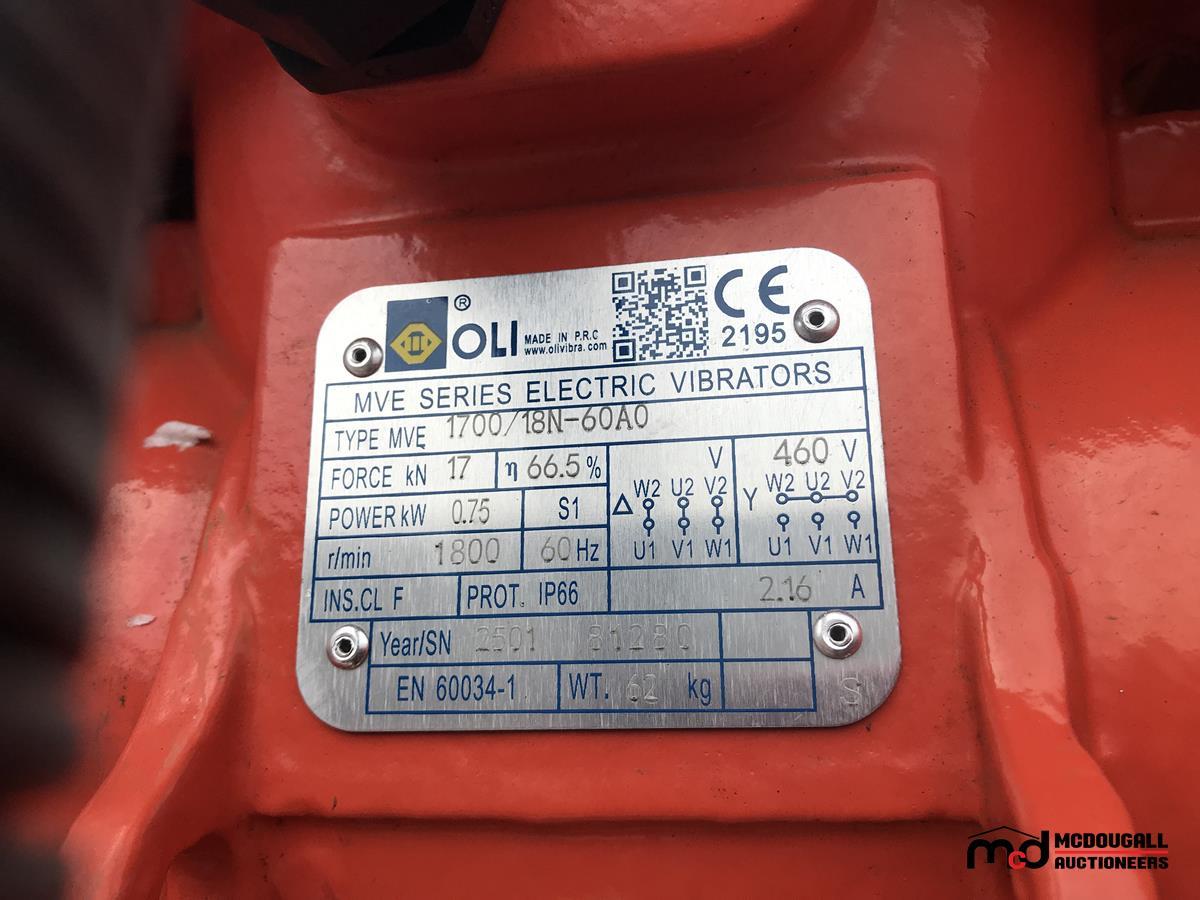 ® OLI MADE IN P.R.C
www.olivibra.com
CE
2195
MVE SERIES ELECTRIC VIBRATORS
TYPE MVE 1700/18N-60A0
FORCE kN 17 η 66.5 %
POWER kW 0.75 S1
r/min 1800 60 Hz
INS.CL F PROT. IP66
V
Δ W2 U2 V2
U1 V1 W1
460 V
Y W2 U2 V2
U1 V1 W1
2.16 A
Year/SN 2501 81280
EN 60034-1 WT. 62 kg S
mcd MCDOUGALL
AUCTIONEERS